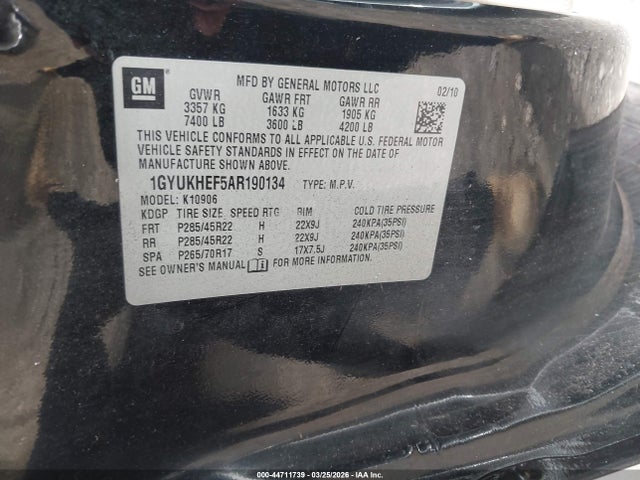 GM
MFD BY GENERAL MOTORS LLC
02/10
GVWR GAWR FRT GAWR RR
3357 KG 1633 KG 1905 KG
7400 LB 3600 LB 4200 LB
THIS VEHICLE CONFORMS TO ALL APPLICABLE U.S. FEDERAL MOTOR
VEHICLE SAFETY STANDARDS IN EFFECT ON THE DATE OF
MANUFACTURE SHOWN ABOVE.
1GYUKHEF5AR190134 TYPE: M.P.V.
MODEL: K10906
KDGP TIRE SIZE SPEED RTG RIM COLD TIRE PRESSURE
FRT P285/45R22 H 22X9J 240KPA(35PSI)
RR P285/45R22 H 22X9J 240KPA(35PSI)
SPA P265/70R17 S 17X7.5J 240KPA(35PSI)
SEE OWNER'S MANUAL FOR MORE INFORMATION.
000-44711739 - 03/25/2026 - IAAI.COM